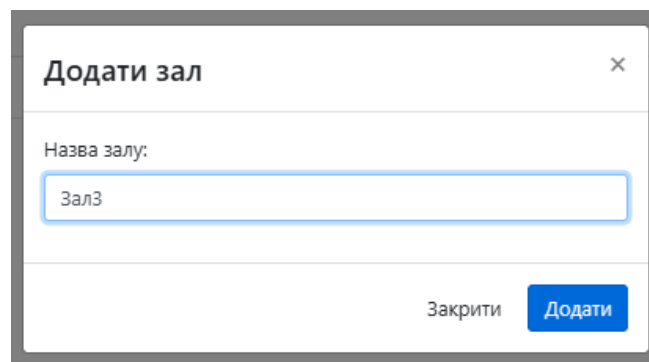 Додати зал
×
Назва залу:
Зал3
Закрити
Додати